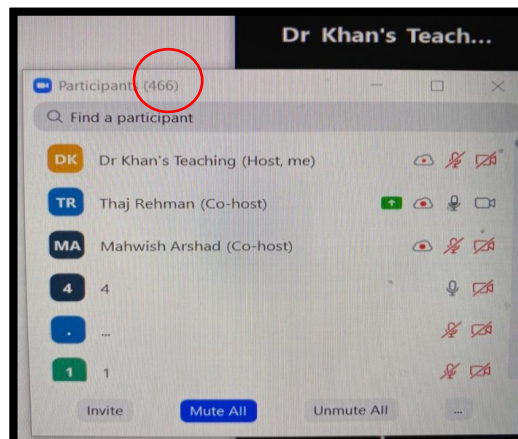 Dr Khan's Teach...
Participants (466)
Find a participant
DK Dr Khan's Teaching (Host, me)
TR Thaj Rehman (Co-host)
MA Mahwish Arshad (Co-host)
4 4
. ...
1 1
Invite Mute All Unmute All ...